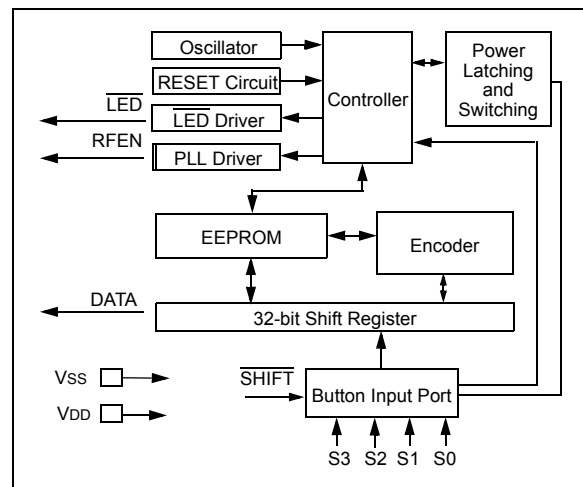 Oscillator
RESET Circuit
LED
LED Driver
RFEN
PLL Driver
Controller
Power
Latching
and
Switching
EEPROM
Encoder
DATA
32-bit Shift Register
VSS
VDD
SHIFT
Button Input Port
S3 S2 S1 S0